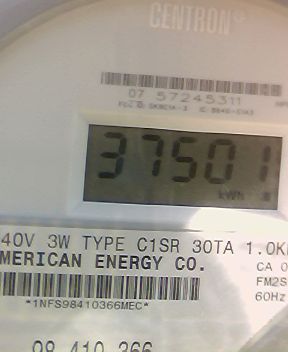 CENTRON®
07 57245311
37501
kWh
40V 3W TYPE C1SR 30TA 1.0K
MERICAN ENERGY CO.
CA 0
*1NFS98410366MEC*
FM2S
60Hz
98 410 366